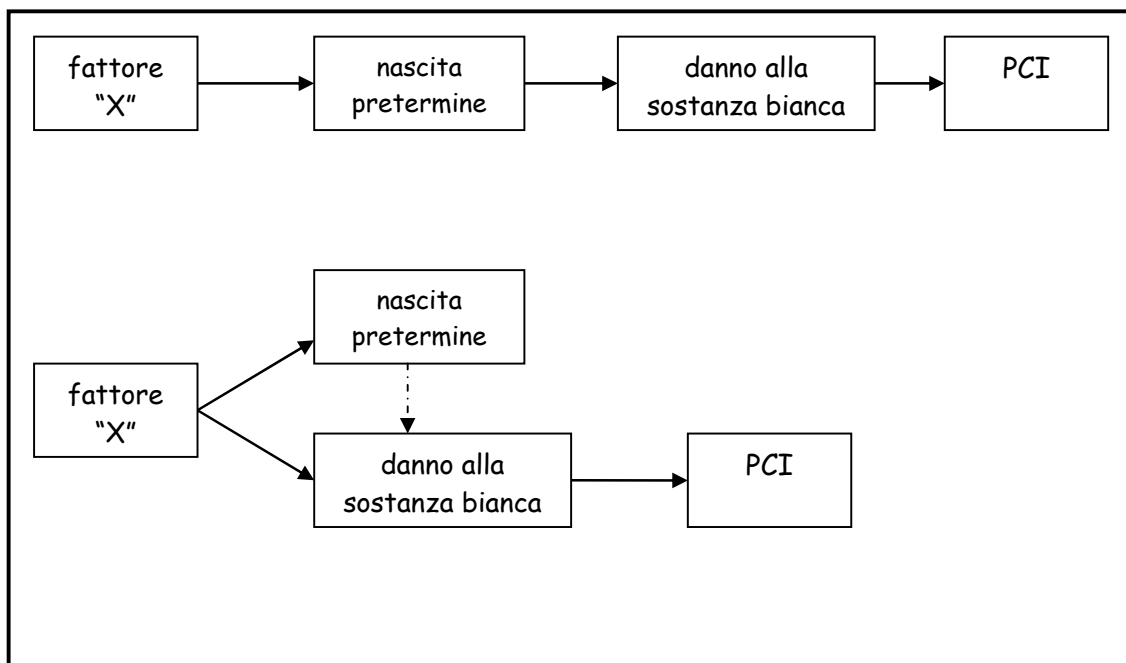 fattore
“X”
nascita
pretermine
danno alla
sostanza bianca
PCI
nascita
pretermine
fattore
“X”
danno alla
sostanza bianca
PCI